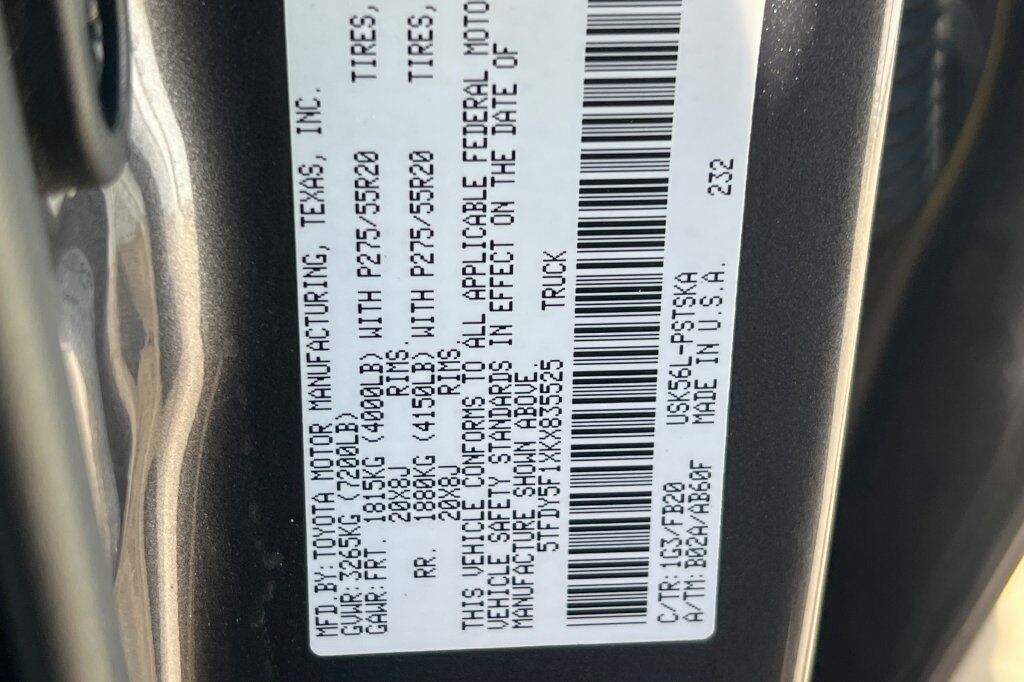 MFD.BY:TOYOTA MOTOR MANUFACTURING, TEXAS, INC.
GVWR:3265KG (7200LB)
GAWR:FRT. 1815KG (4000LB) WITH P275/55R20 TIRES,
20X8J RIMS,
RR. 1880KG (4150LB) WITH P275/55R20 TIRES,
20X8J RIMS,
THIS VEHICLE CONFORMS TO ALL APPLICABLE FEDERAL MOTO
VEHICLE SAFETY STANDARDS IN EFFECT ON THE DATE OF
MANUFACTURE SHOWN ABOVE.
5TFDY5F1XKX835525 TRUCK
C/TR:1G3/FB20 USK56L-PSTSKA
A/TM:B02A/AB60F MADE IN U.S.A. 232